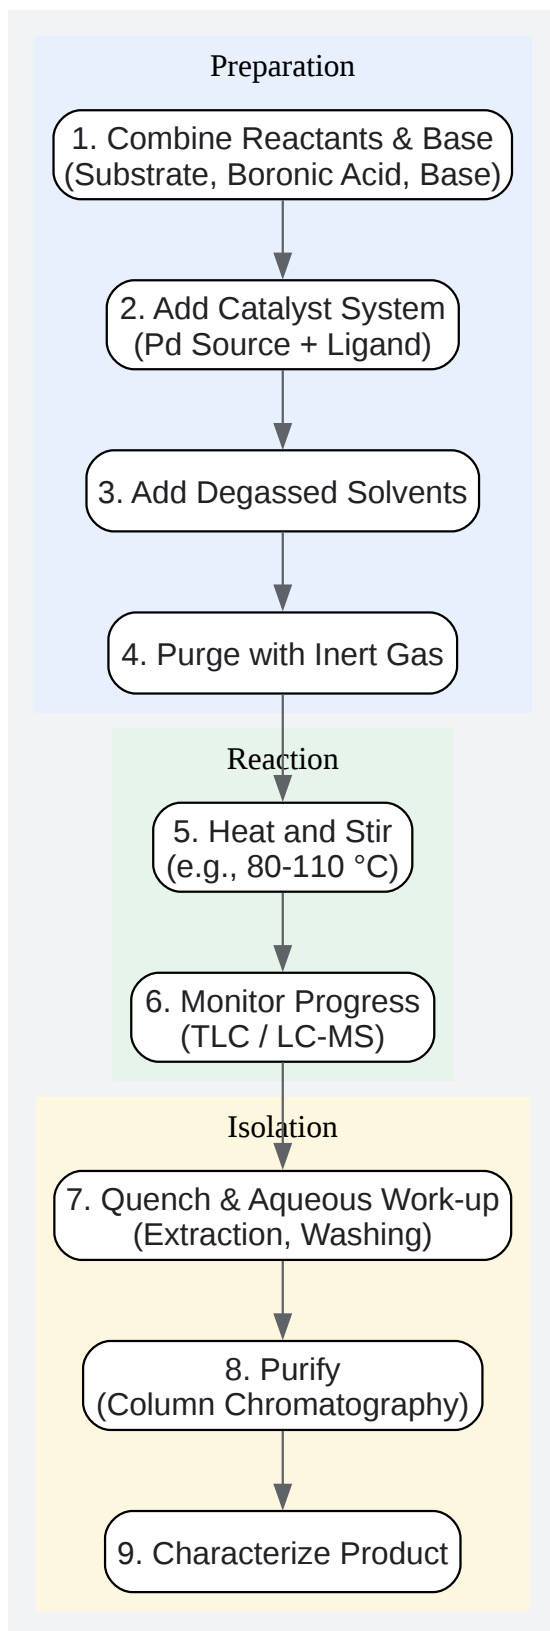 Preparation
1. Combine Reactants & Base
(Substrate, Boronic Acid, Base)
2. Add Catalyst System
(Pd Source + Ligand)
3. Add Degassed Solvents
4. Purge with Inert Gas
Reaction
5. Heat and Stir
(e.g., 80-110 °C)
6. Monitor Progress
(TLC / LC-MS)
Isolation
7. Quench & Aqueous Work-up
(Extraction, Washing)
8. Purify
(Column Chromatography)
9. Characterize Product